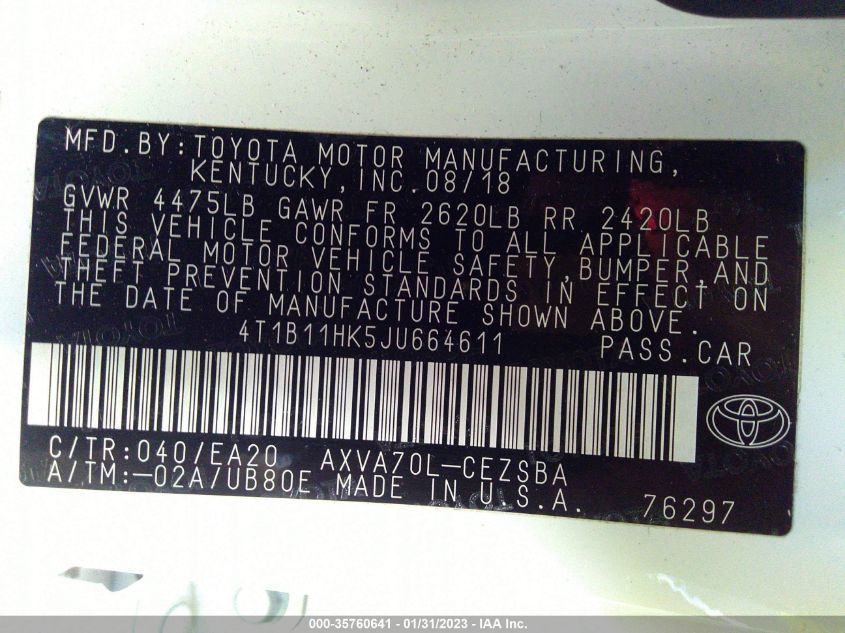 MFD.BY:TOYOTA MOTOR MANUFACTURING,
KENTUCKY,INC.08/18
GVWR 4475LB GAWR FR 2620LB RR 2420LB
THIS VEHICLE CONFORMS TO ALL APPLICABLE
FEDERAL MOTOR VEHICLE SAFETY,BUMPER,AND
THEFT PREVENTION STANDARDS IN EFFECT ON
THE DATE OF MANUFACTURE SHOWN ABOVE.
4T1B11HK5JU664611 PASS.CAR
C/TR:040/EA20 AXVA70L-CEZSBA
A/TM:-02A/UB80E MADE IN U.S.A. 76297
000-35760641 - 01/31/2023 - IAA Inc.